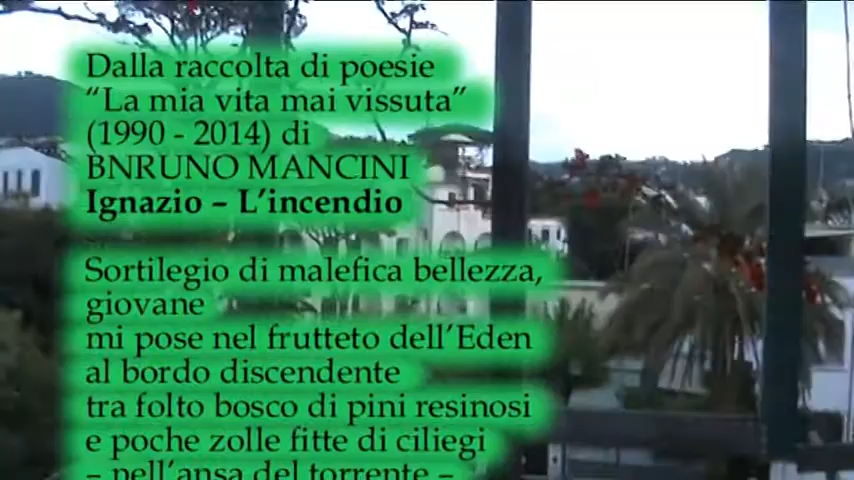 Dalla raccolta di poesie
“La mia vita mai vissuta”
(1990 - 2014) di
BNRUNO MANCINI
Ignazio – L’incendio
Sortilegio di malefica bellezza,
giovane
mi pose nel frutteto dell’Eden
al bordo discendente
tra folto bosco di pini resinosi
e poche zolle fitte di ciliegi
– nell’ansa del torrente –